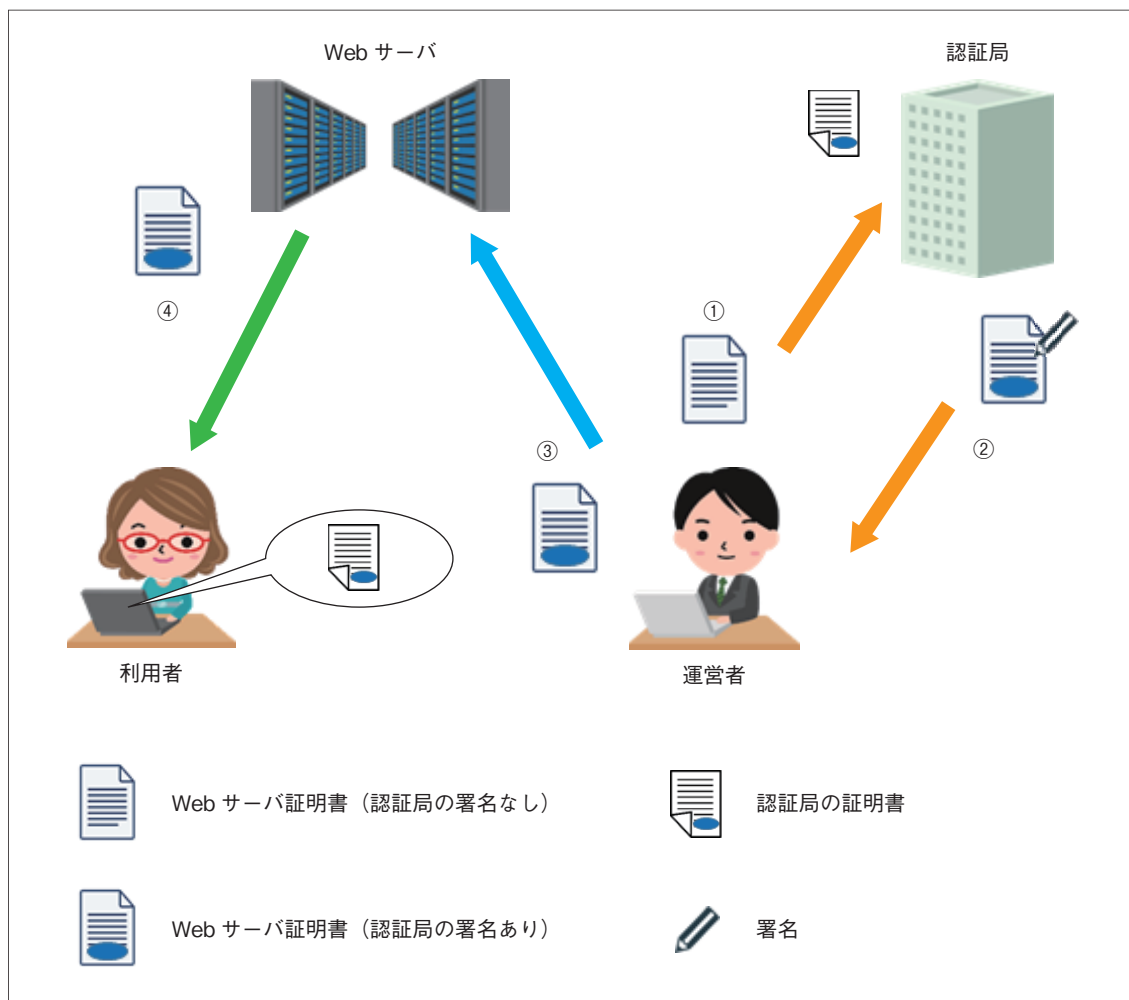 Web サーバ
認証局
④
①
③
②
利用者
運営者
Web サーバ証明書（認証局の署名なし）
認証局の証明書
Web サーバ証明書（認証局の署名あり）
署名